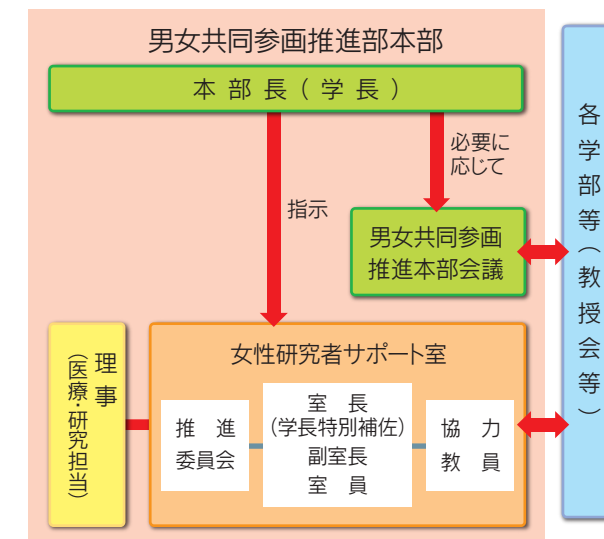 男女共同参画推進部本部
本部長(学長)
必要に
応じて
指示
男女共同参画
推進本部会議
各学部等(教授会等)
理事
(医療・研究担当)
女性研究者サポート室
推進
委員会
室長
(学長特別補佐)
副室長
室員
協力
教員